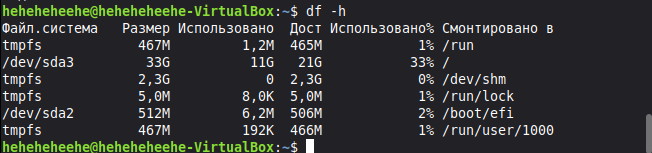 heheheheehe@heheheheehe-VirtualBox:~$ df -h
Файл.система Размер Использовано Дост Использовано% Cмонтировано в
tmpfs 467M 1,2M 465M 1% /run
/dev/sda3 33G 11G 21G 33% /
tmpfs 2,3G 0 2,3G 0% /dev/shm
tmpfs 5,0M 8,0K 5,0M 1% /run/lock
/dev/sda2 512M 6,2M 506M 2% /boot/efi
tmpfs 467M 192K 466M 1% /run/user/1000
heheheheehe@heheheheehe-VirtualBox:~$